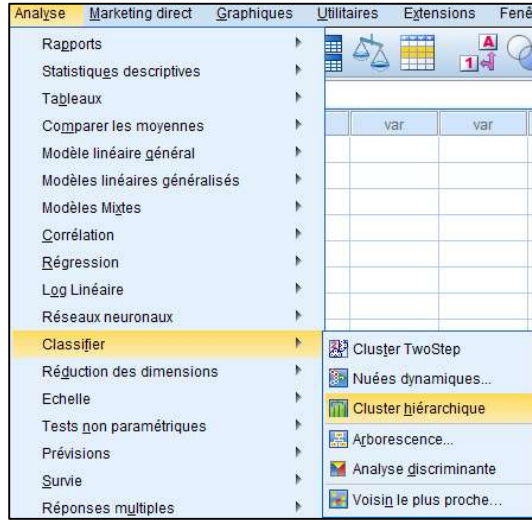 Analyse Marketing direct Graphiques Utilitaires Extensions Fenê
Rapports
A
1
Statistiques descriptives
Tableaux
Comparer les moyennes
var var
Modèle linéaire général
Modèles linéaires généralisés
Modèles Mixtes
Corrélation
Régression
Log Linéaire
Réseaux neuronaux
Classifier
Cluster TwoStep
Réduction des dimensions
Nuées dynamiques...
Echelle
Cluster hiérarchique
Tests non paramétriques
Arborescence...
Prévisions
Analyse discriminante
Survie
Voisin le plus proche...
Réponses multiples